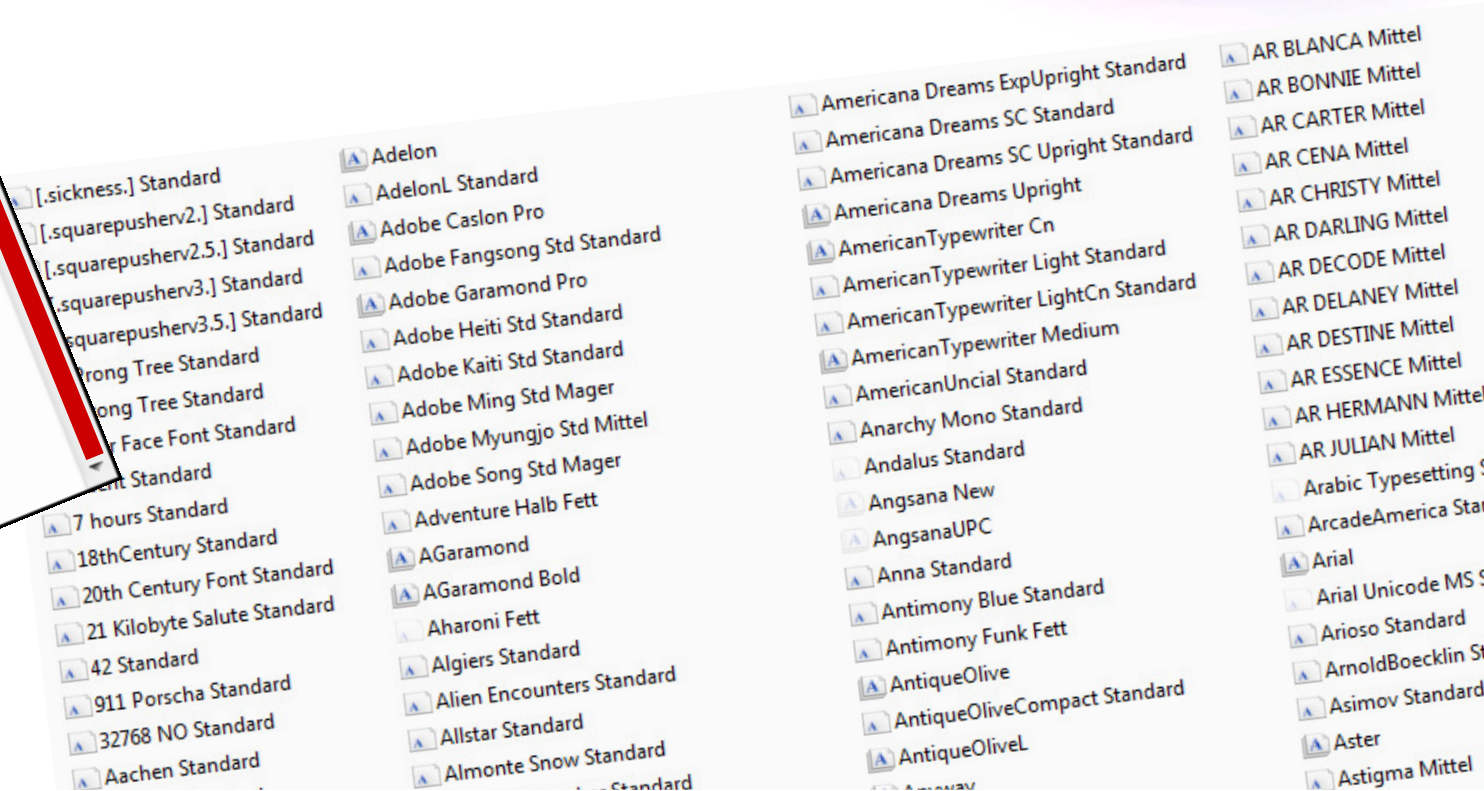 [.sickness.] Standard
[.squarepusherv2.] Standard
[.squarepusherv2.5.] Standard
[.squarepusherv3.] Standard
squarepusherv3.5.] Standard
Tree Standard
Tree Standard
Face Font Standard
Standard
7 hours Standard
18thCentury Standard
20th Century Font Standard
21 Kilobyte Salute Standard
42 Standard
911 Porscha Standard
32768 NO Standard
Aachen Standard
Adelon
AdelonL Standard
Adobe Caslon Pro
Adobe Fangsong Std Standard
Adobe Garamond Pro
Adobe Heiti Std Standard
Adobe Kaiti Std Standard
Adobe Ming Std Mager
Adobe Myungjo Std Mittel
Adobe Song Std Mager
Adventure Halb Fett
AGaramond
AGaramond Bold
Aharoni Fett
Algiers Standard
Alien Encounters Standard
Allstar Standard
Almonte Snow Standard
Standard
Americana Dreams ExpUpright Standard
Americana Dreams SC Standard
Americana Dreams SC Upright Standard
Americana Dreams Upright
AmericanTypewriter Cn
AmericanTypewriter Light Standard
AmericanTypewriter LightCn Standard
AmericanTypewriter Medium
AmericanUncial Standard
Anarchy Mono Standard
Andalus Standard
Angsana New
AngsanaUPC
Anna Standard
Antimony Blue Standard
Antimony Funk Fett
AntiqueOlive
AntiqueOliveCompact Standard
AntiqueOliveL
Anyway
AR BLANCA Mittel
AR BONNIE Mittel
AR CARTER Mittel
AR CENA Mittel
AR CHRISTY Mittel
AR DARLING Mittel
AR DECODE Mittel
AR DELANEY Mittel
AR DESTINE Mittel
AR ESSENCE Mittel
AR HERMANN Mittel
AR JULIAN Mittel
Arabic Typesetting
ArcadeAmerica
Arial
Arial Unicode MS
Arioso Standard
ArnoldBoecklin
Asimov Standard
Aster
Astigma Mittel